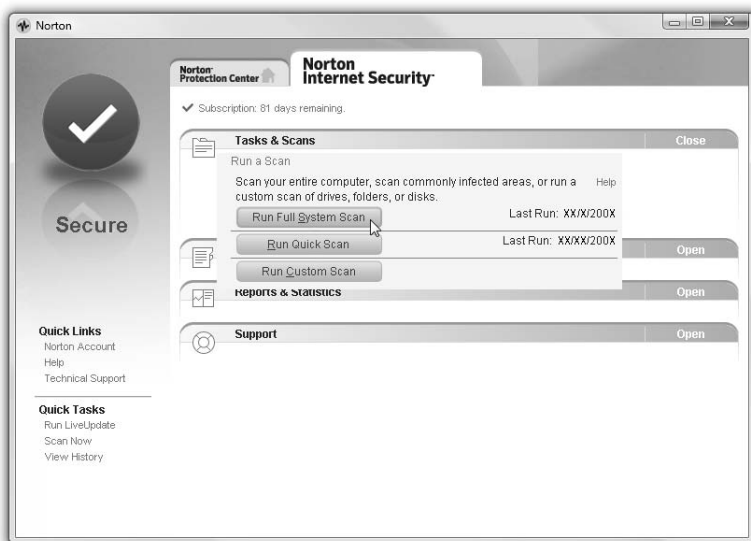 Norton
Norton
Protection Center
Norton
Internet Security
Subscription: 81 days remaining.
Secure
Tasks & Scans
Close
Run a Scan
Scan your entire computer, scan commonly infected areas, or run a
custom scan of drives, folders, or disks.
Help
Run Full System Scan
Last Run: XX/X/200X
Run Quick Scan
Last Run: XX/XX/200X
Run Custom Scan
Open
Reports & Statistics
Open
Support
Open
Quick Links
Norton Account
Help
Technical Support
Quick Tasks
Run LiveUpdate
Scan Now
View History